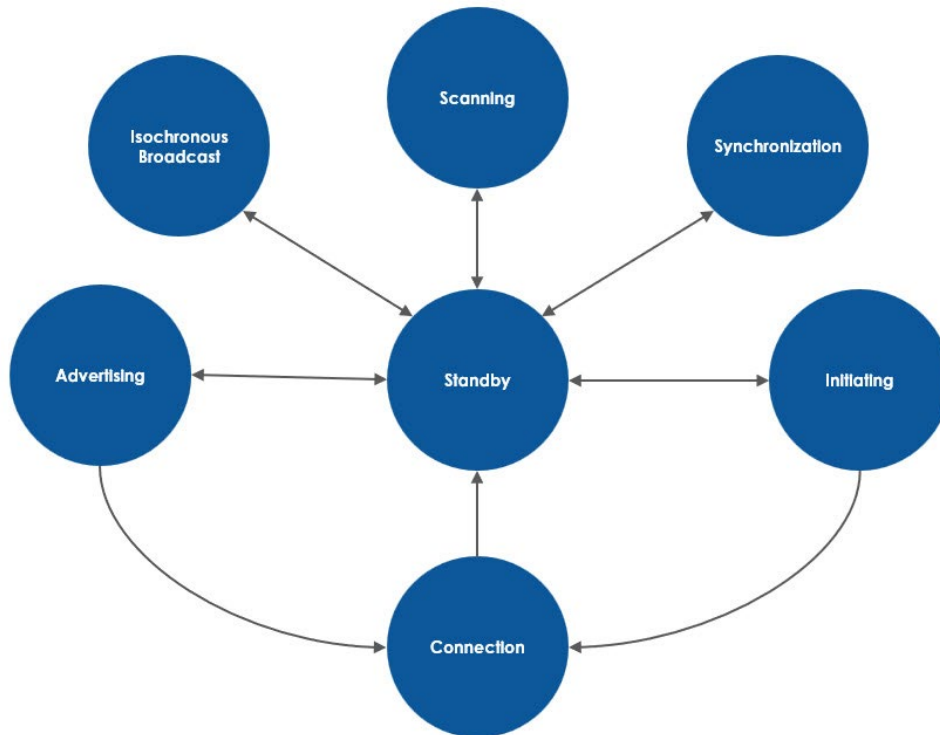 Scanning
Isochronous
Broadcast
Synchronization
Advertising
Standby
Initiating
Connection